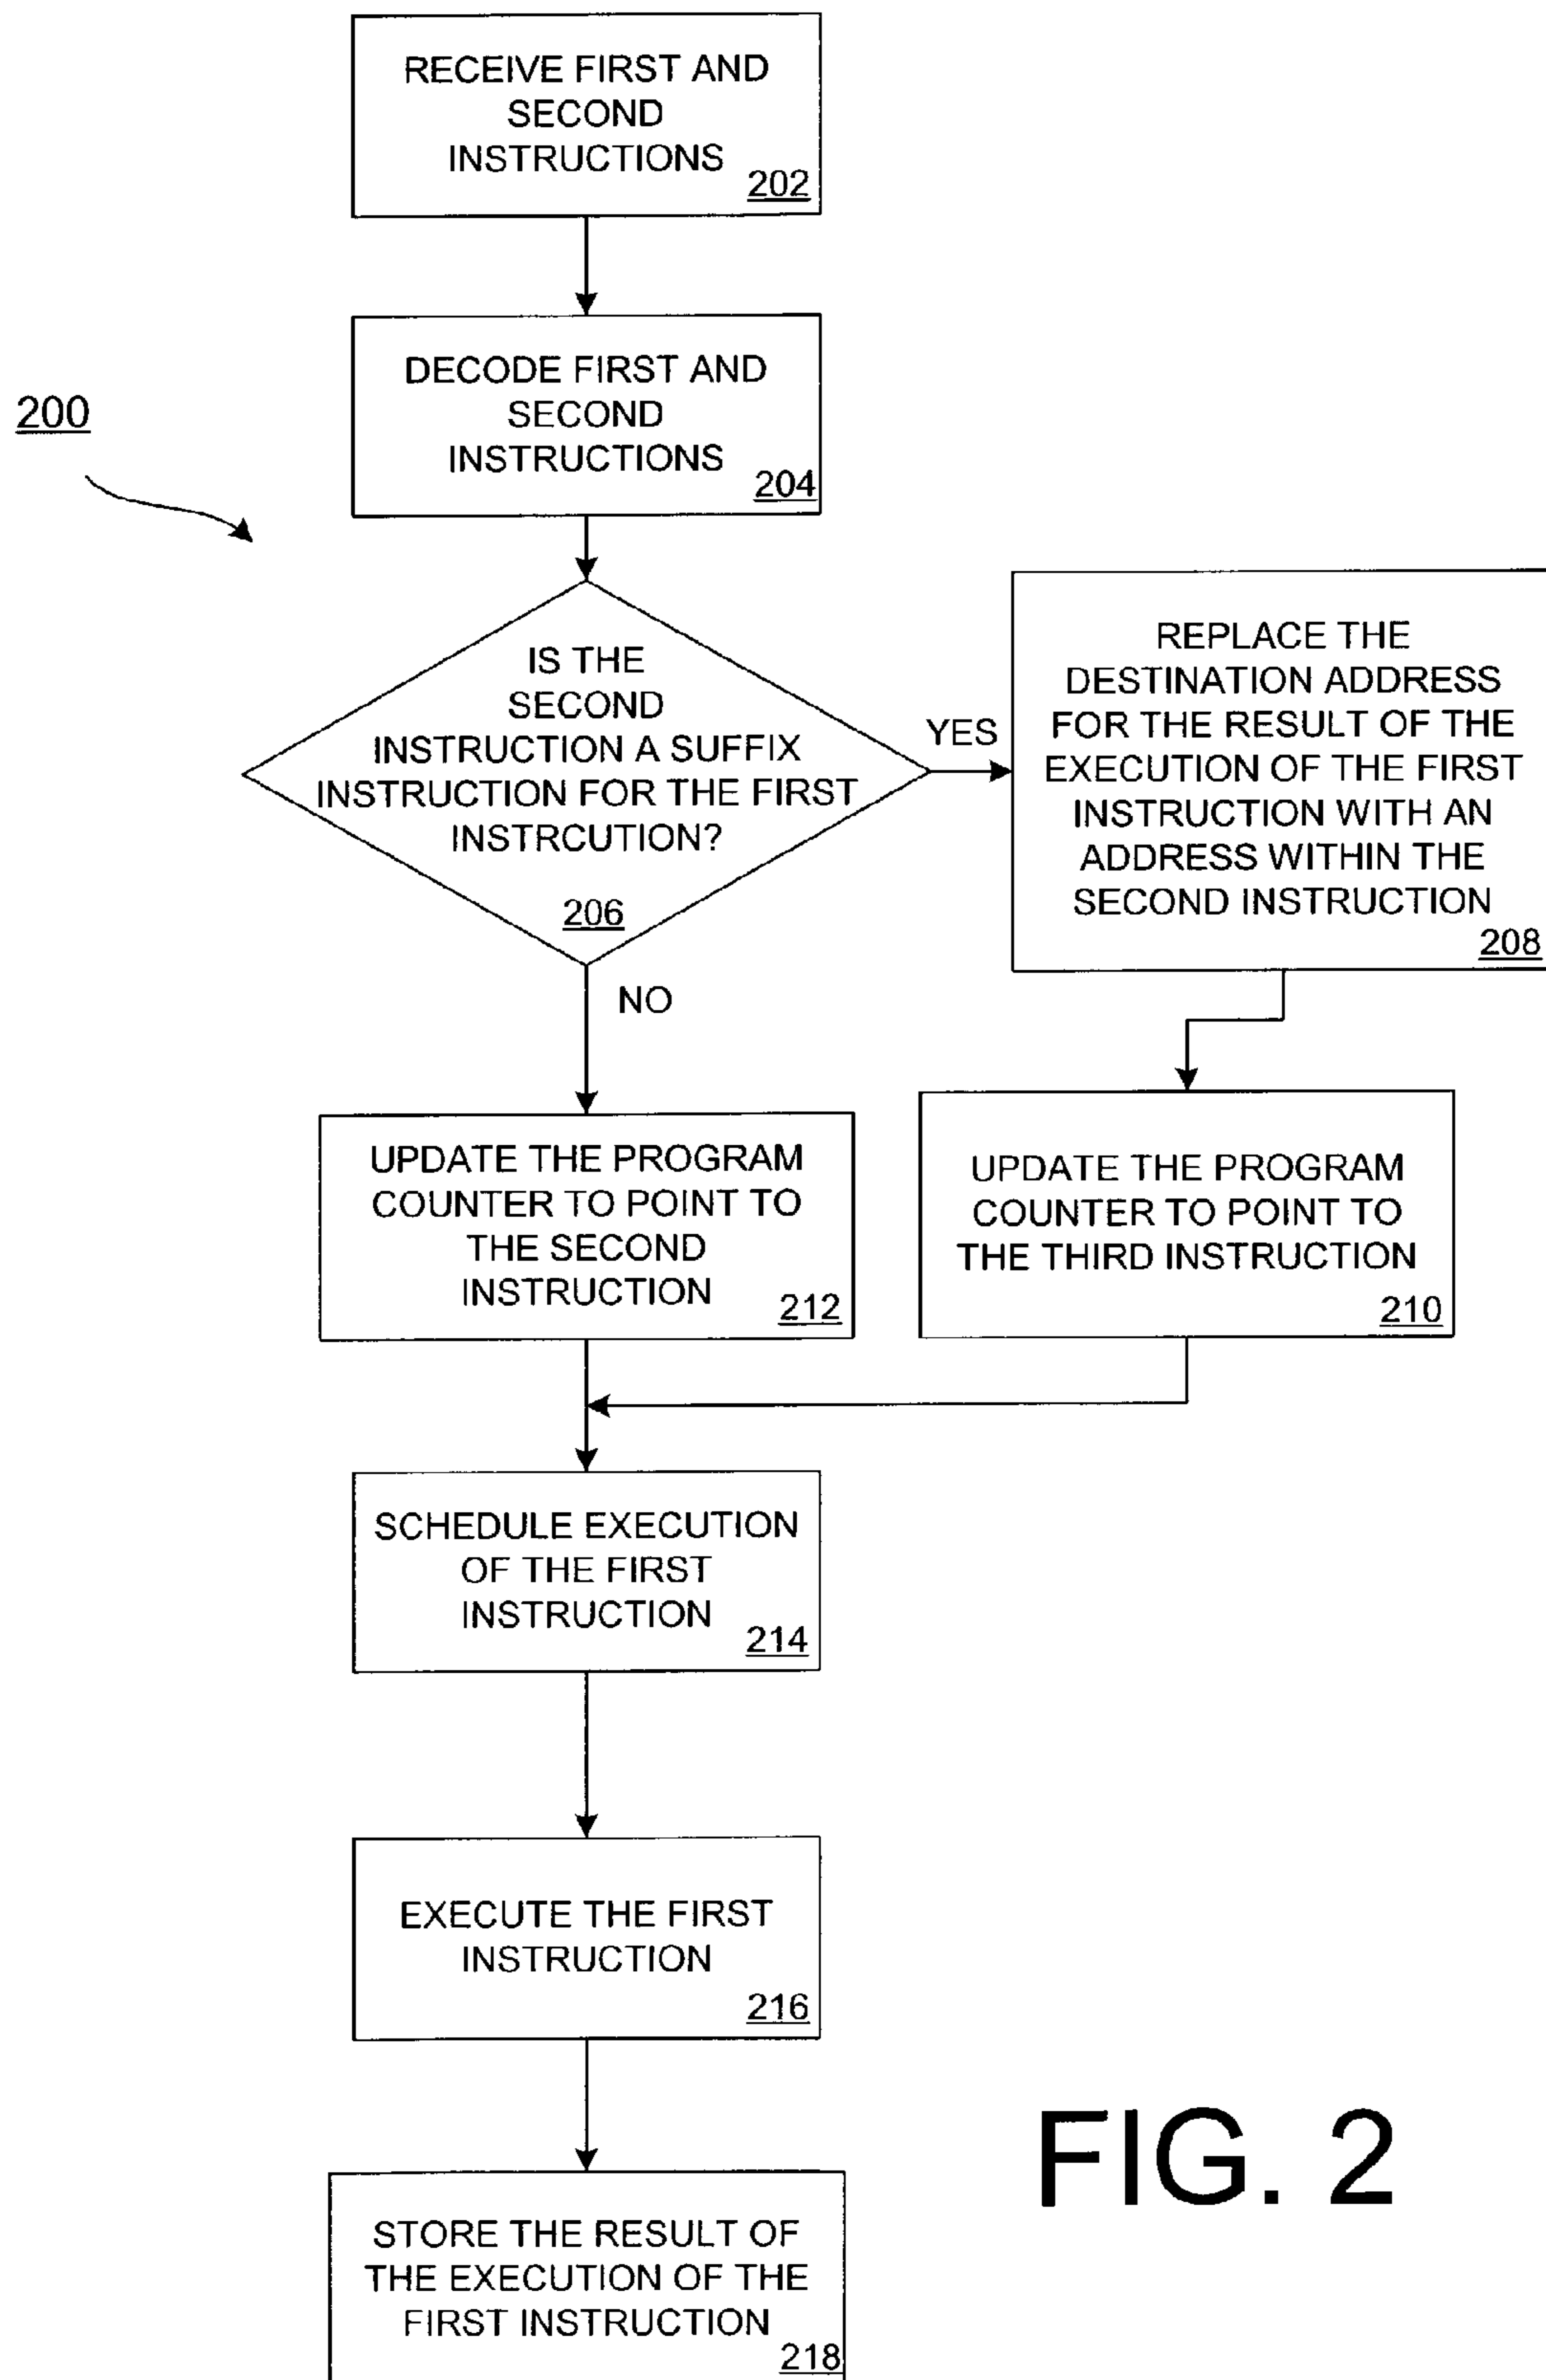 RECEIVE FIRST AND
SECOND
INSTRUCTIONS
202
DECODE FIRST AND
SECOND
INSTRUCTIONS
204
200
IS THE
SECOND
INSTRUCTION A SUFFIX
INSTRUCTION FOR THE FIRST
INSTRCUTION?
206
YES
REPLACE THE
DESTINATION ADDRESS
FOR THE RESULT OF THE
EXECUTION OF THE FIRST
INSTRUCTION WITH AN
ADDRESS WITHIN THE
SECOND INSTRUCTION
208
NO
UPDATE THE PROGRAM
COUNTER TO POINT TO
THE SECOND
INSTRUCTION
212
UPDATE THE PROGRAM
COUNTER TO POINT TO
THE THIRD INSTRUCTION
210
SCHEDULE EXECUTION
OF THE FIRST
INSTRUCTION
214
EXECUTE THE FIRST
INSTRUCTION
216
STORE THE RESULT OF
THE EXECUTION OF THE
FIRST INSTRUCTION
218
FIG. 2